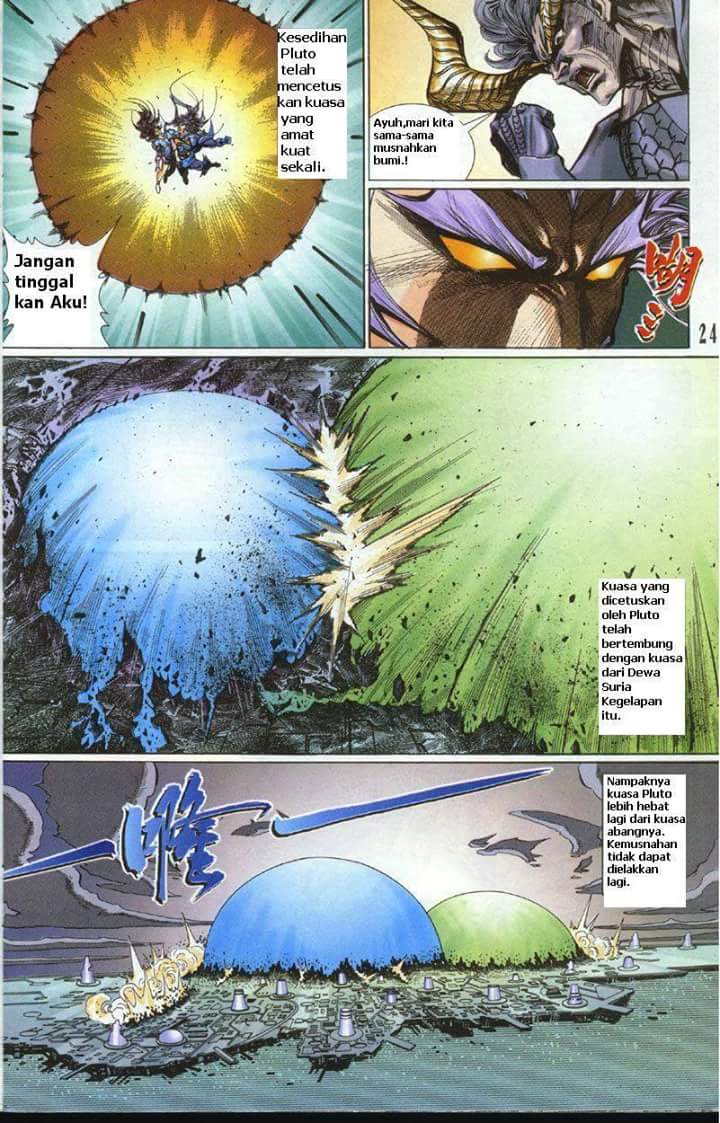 Kesedihan
Pluto
telah
mencetus
kan kuasa
yang
amat
kuat
sekali.
Jangan
tinggal
kan Aku!
Ayuh,mari kita
sama-sama
musnahkan
bumi.!
24
Kuasa yang
dicetuskan
oleh Pluto
telah
bertembung
dengan kuasa
dari Dewa
Suria
Kegelapan
itu.
Nampaknya
kuasa Pluto
lebih hebat
lagi dari kuasa
abangnya.
Kemusnahan
tidak dapat
dielakkan
lagi.
隆